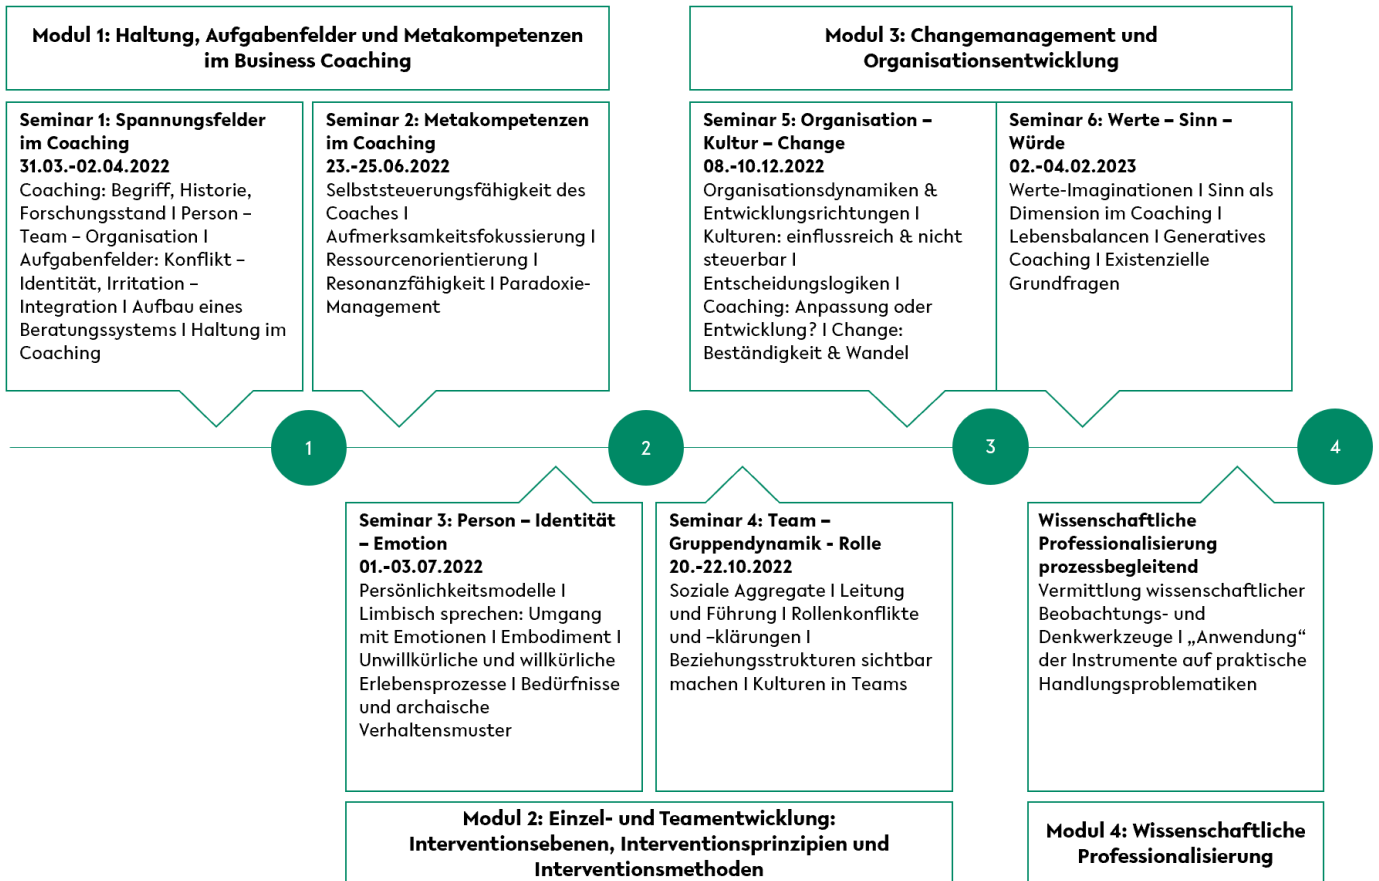 Modul 1: Haltung, Aufgabenfelder und Metakompetenzen
im Business Coaching
Seminar 1: Spannungsfelder
im Coaching
31.03.-02.04.2022
Coaching: Begriff, Historie,
Forschungsstand I Person –
Team – Organisation I
Aufgabenfelder: Konflikt –
Identität, Irritation –
Integration I Aufbau eines
Beratungssystems I Haltung im
Coaching
Seminar 2: Metakompetenzen
im Coaching
23.-25.06.2022
Selbststeuerungsfähigkeit des
Coaches I
Aufmerksamkeitsfokussierung I
Ressourcenorientierung I
Resonanzfähigkeit I Paradoxie-
Management
Modul 3: Changemanagement und
Organisationsentwicklung
Seminar 5: Organisation –
Kultur – Change
08.-10.12.2022
Organisationsdynamiken &
Entwicklungsrichtungen I
Kulturen: einflussreich & nicht
steuerbar I
Entscheidungslogiken I
Coaching: Anpassung oder
Entwicklung? I Change:
Beständigkeit & Wandel
Seminar 6: Werte – Sinn –
Würde
02.-04.02.2023
Werte-Imaginationen I Sinn als
Dimension im Coaching I
Lebensbalancen I Generatives
Coaching I Existenzielle
Grundfragen
1
2
3
4
Seminar 3: Person – Identität
– Emotion
01.-03.07.2022
Persönlichkeitsmodelle I
Limbisch sprechen: Umgang
mit Emotionen I Embodiment I
Unwillkürliche und willkürliche
Erlebensprozesse I Bedürfnisse
und archaische
Verhaltensmuster
Seminar 4: Team –
Gruppendynamik - Rolle
20.-22.10.2022
Soziale Aggregate I Leitung
und Führung I Rollenkonflikte
und –klärungen I
Beziehungsstrukturen sichtbar
machen I Kulturen in Teams
Modul 2: Einzel- und Teamentwicklung:
Interventionsebenen, Interventionsprinzipien und
Interventionsmethoden
Wissenschaftliche
Professionalisierung
prozessbegleitend
Vermittlung wissenschaftlicher
Beobachtungs- und
Denkwerkzeuge I „Anwendung“
der Instrumente auf praktische
Handlungsproblematiken
Modul 4: Wissenschaftliche
Professionalisierung